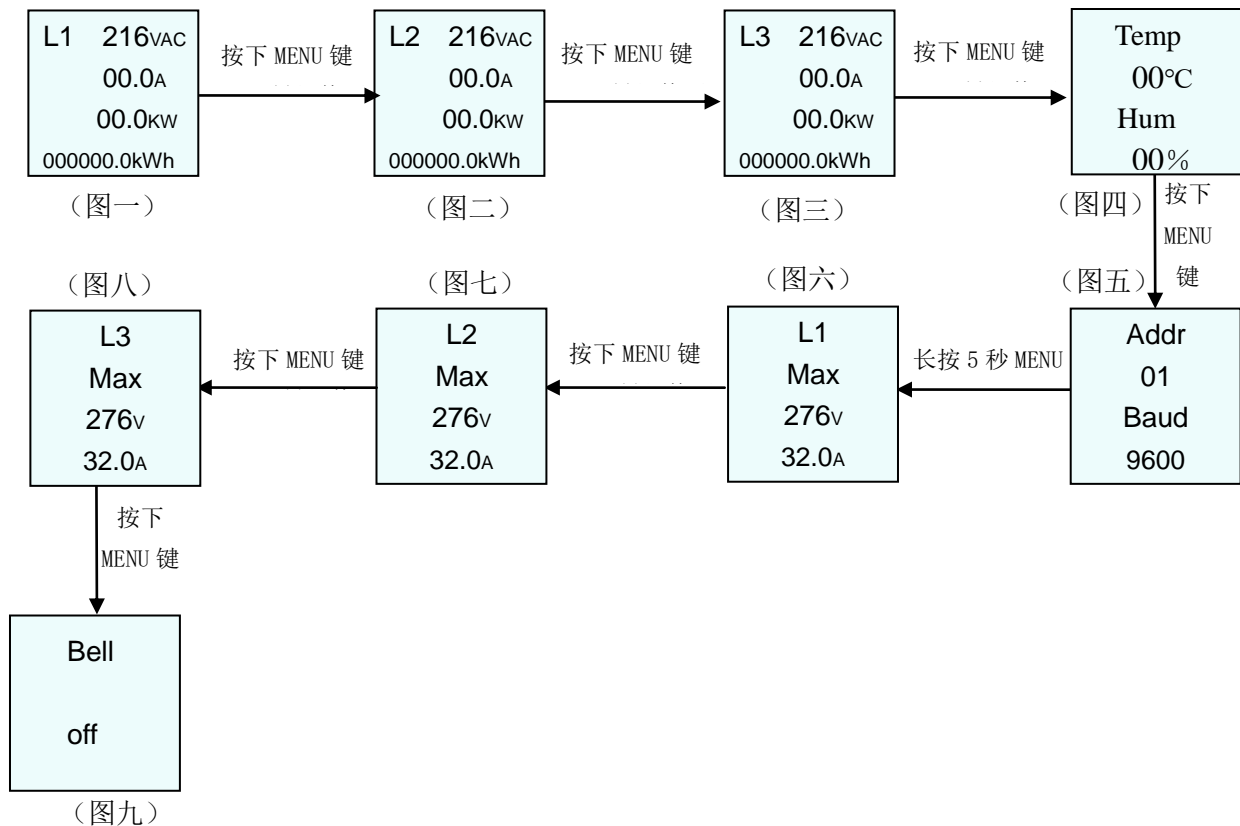 L1 216VAC
00.0A
00.0KW
000000.0kWh
(图一)
按下 MENU 键
L2 216VAC
00.0A
00.0KW
000000.0kWh
(图二)
按下 MENU 键
L3 216VAC
00.0A
00.0KW
000000.0kWh
(图三)
按下 MENU 键
Temp
00℃
Hum
00%
(图四)
按下
MENU
键
(图五)
Addr
01
Baud
9600
长按 5 秒 MENU
(图六)
L1
Max
276V
32.0A
按下 MENU 键
(图七)
L2
Max
276V
32.0A
按下 MENU 键
(图八)
L3
Max
276V
32.0A
按下
MENU 键
Bell
off
(图九)